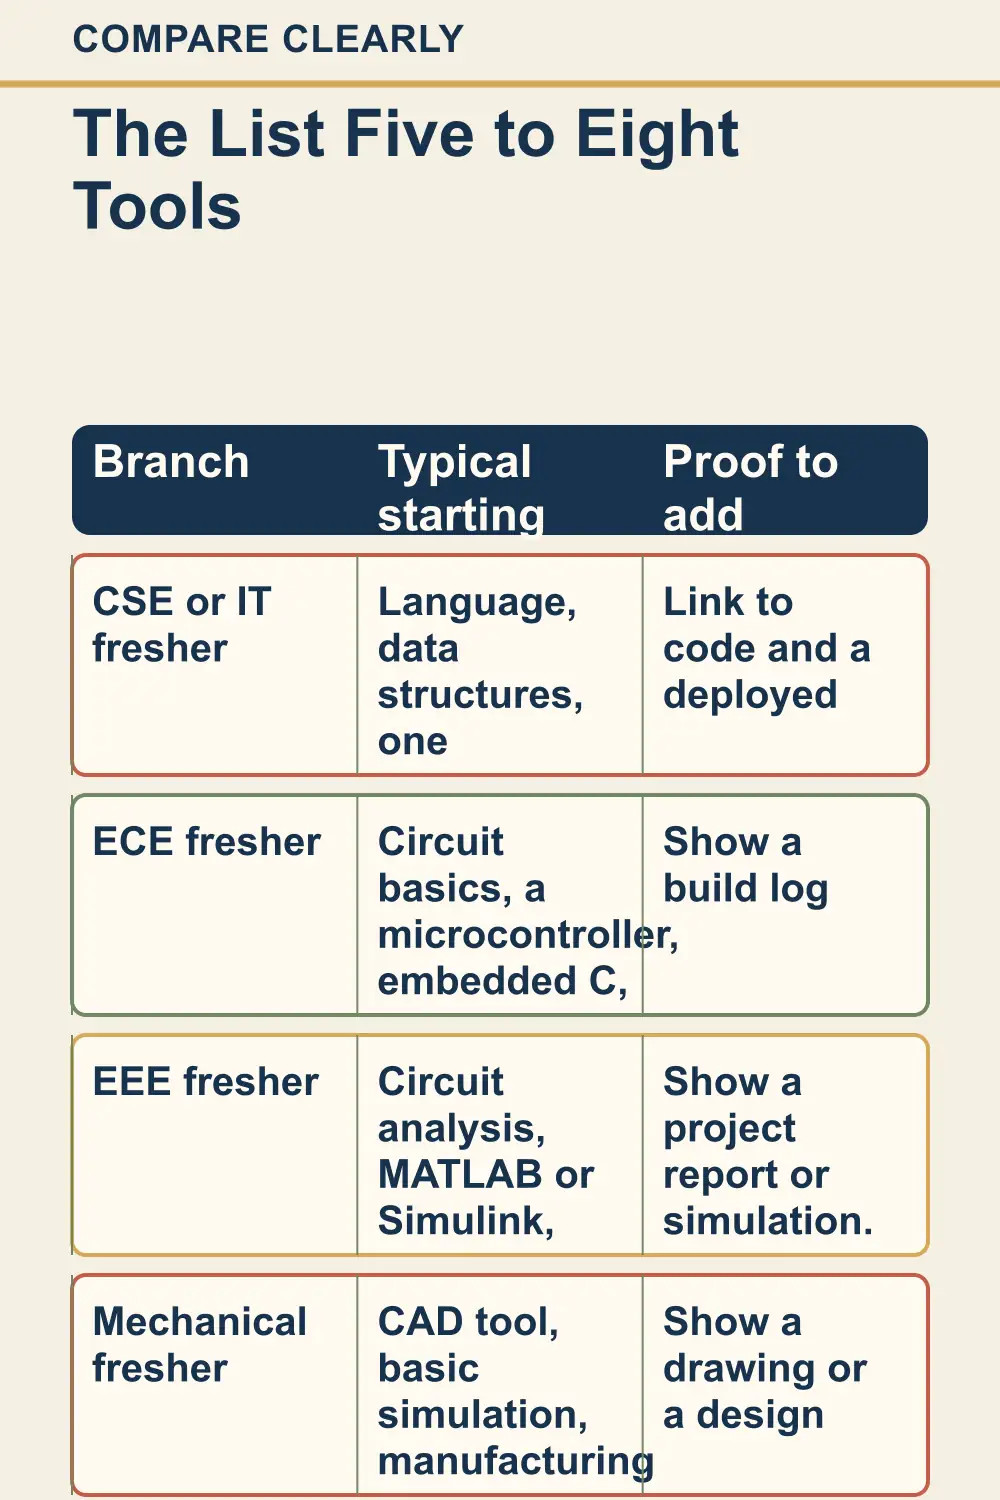 COMPARE CLEARLY
The List Five to Eight
Tools
Branch
Typical
starting
Proof to
add
CSE or IT
fresher
Language,
data
structures,
one
Link to
code and a
deployed
ECE fresher
Circuit
basics, a
microcontroller,
embedded C,
Show a
build log
EEE fresher
Circuit
analysis,
MATLAB or
Simulink,
Show a
project
report or
simulation.
Mechanical
fresher
CAD tool,
basic
simulation,
manufacturing
Show a
drawing or
a design